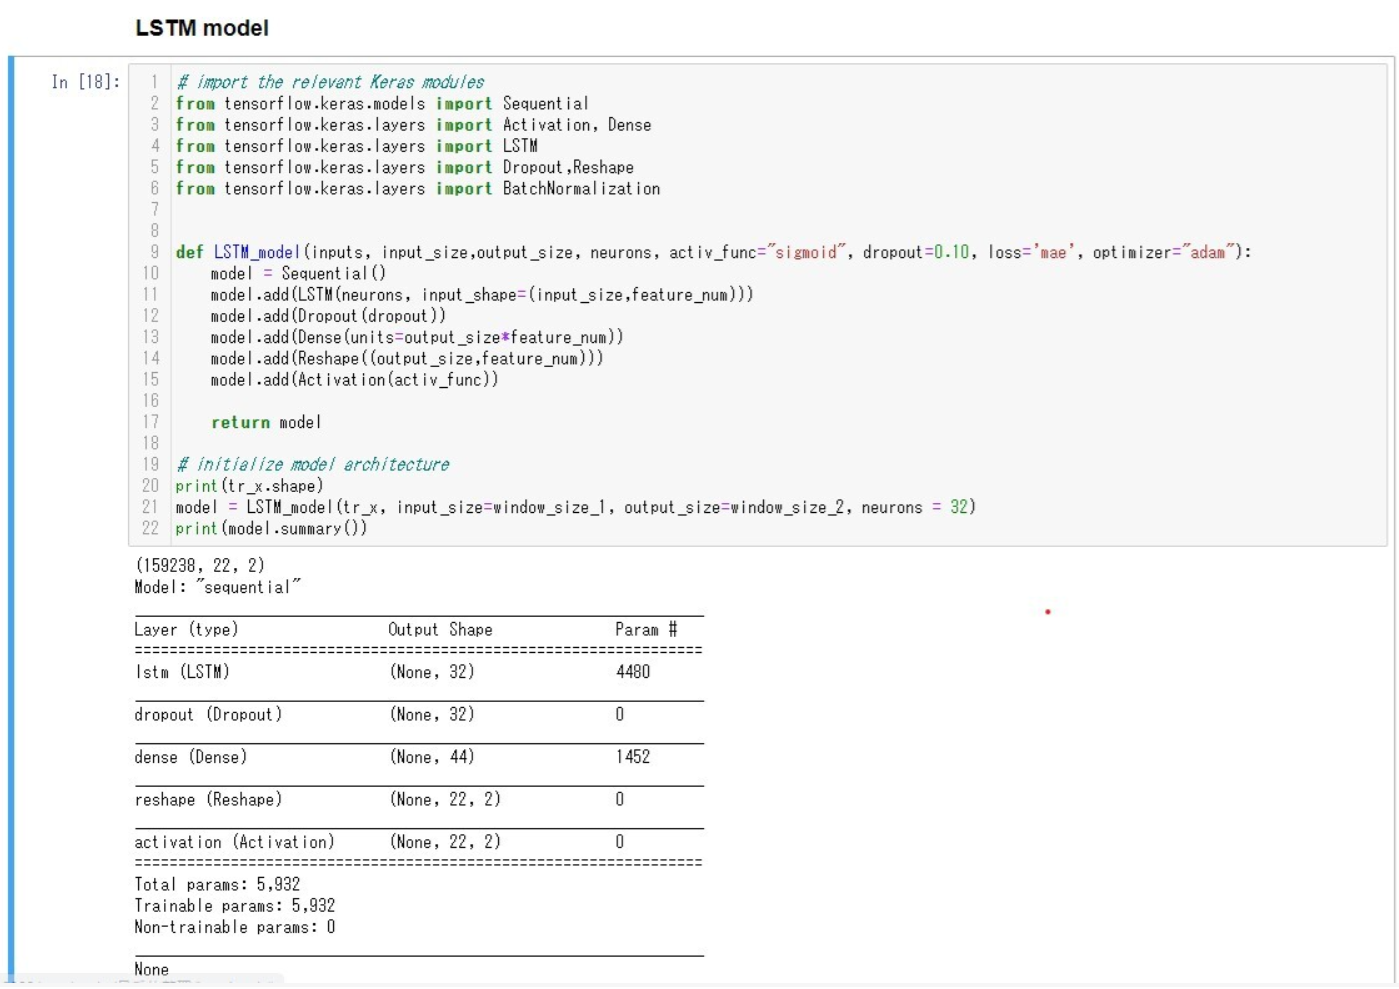 LSTM model
In [18]:
1 # import the relevant Keras modules
2 from tensorflow.keras.models import Sequential
3 from tensorflow.keras.layers import Activation, Dense
4 from tensorflow.keras.layers import LSTM
5 from tensorflow.keras.layers import Dropout,Reshape
6 from tensorflow.keras.layers import BatchNormalization
7
8
9 def LSTM_model(inputs, input_size,output_size, neurons, activ_func="sigmoid", dropout=0.10, loss='mae', optimizer="adam"):
10     model = Sequential()
11     model.add(LSTM(neurons, input_shape=(input_size,feature_num)))
12     model.add(Dropout(dropout))
13     model.add(Dense(units=output_size*feature_num))
14     model.add(Reshape((output_size,feature_num)))
15     model.add(Activation(activ_func))
16
17     return model
18
19 # initialize model architecture
20 print(tr_x.shape)
21 model = LSTM_model(tr_x, input_size=window_size_1, output_size=window_size_2, neurons = 32)
22 print(model.summary())
(159238, 22, 2)
Model: "sequential"
Layer (type) Output Shape Param #
=================================================================
lstm (LSTM) (None, 32) 4480
dropout (Dropout) (None, 32) 0
dense (Dense) (None, 44) 1452
reshape (Reshape) (None, 22, 2) 0
activation (Activation) (None, 22, 2) 0
=================================================================
Total params: 5,932
Trainable params: 5,932
Non-trainable params: 0
None